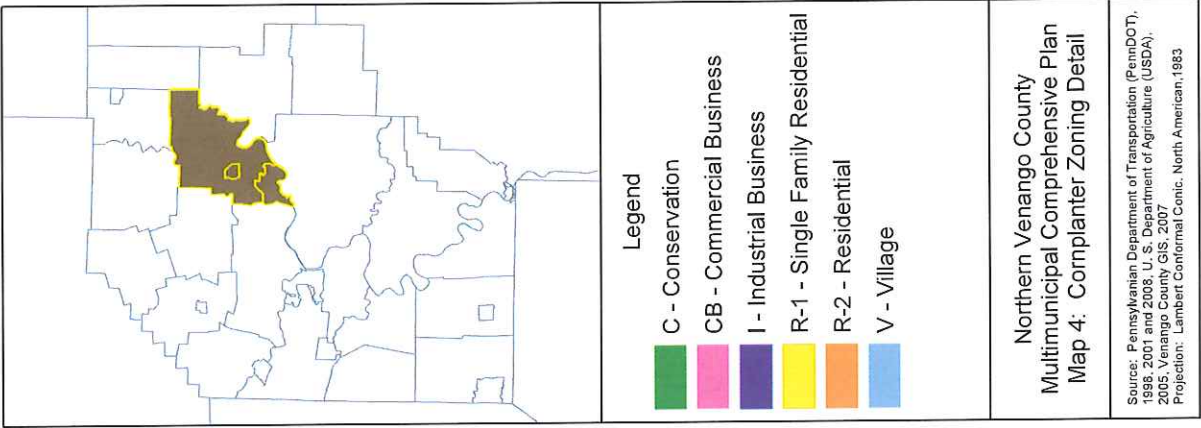 Legend
C - Conservation
CB - Commercial Business
I - Industrial Business
R-1 - Single Family Residential
R-2 - Residential
V - Village
Northern Venango County
Multimunicipal Comprehensive Plan
Map 4: Cornplanter Zoning Detail
Source: Pennsylvanian Department of Transportation (PennDOT),
1998, 2001 and 2008, U. S. Department of Agriculture (USDA),
2005, Venango County GIS, 2007
Projection: Lambert Conformal Conic, North American,1983